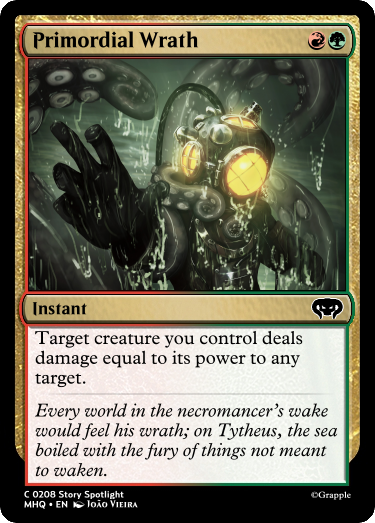 Primordial Wrath
Instant
Target creature you control deals
damage equal to its power to any
target.
Every world in the necromancer's wake
would feel his wrath; on Tytheus, the sea
boiled with the fury of things not meant
to waken.
C 0208 Story Spotlight
MHQ • EN João Vieira
©Grapple